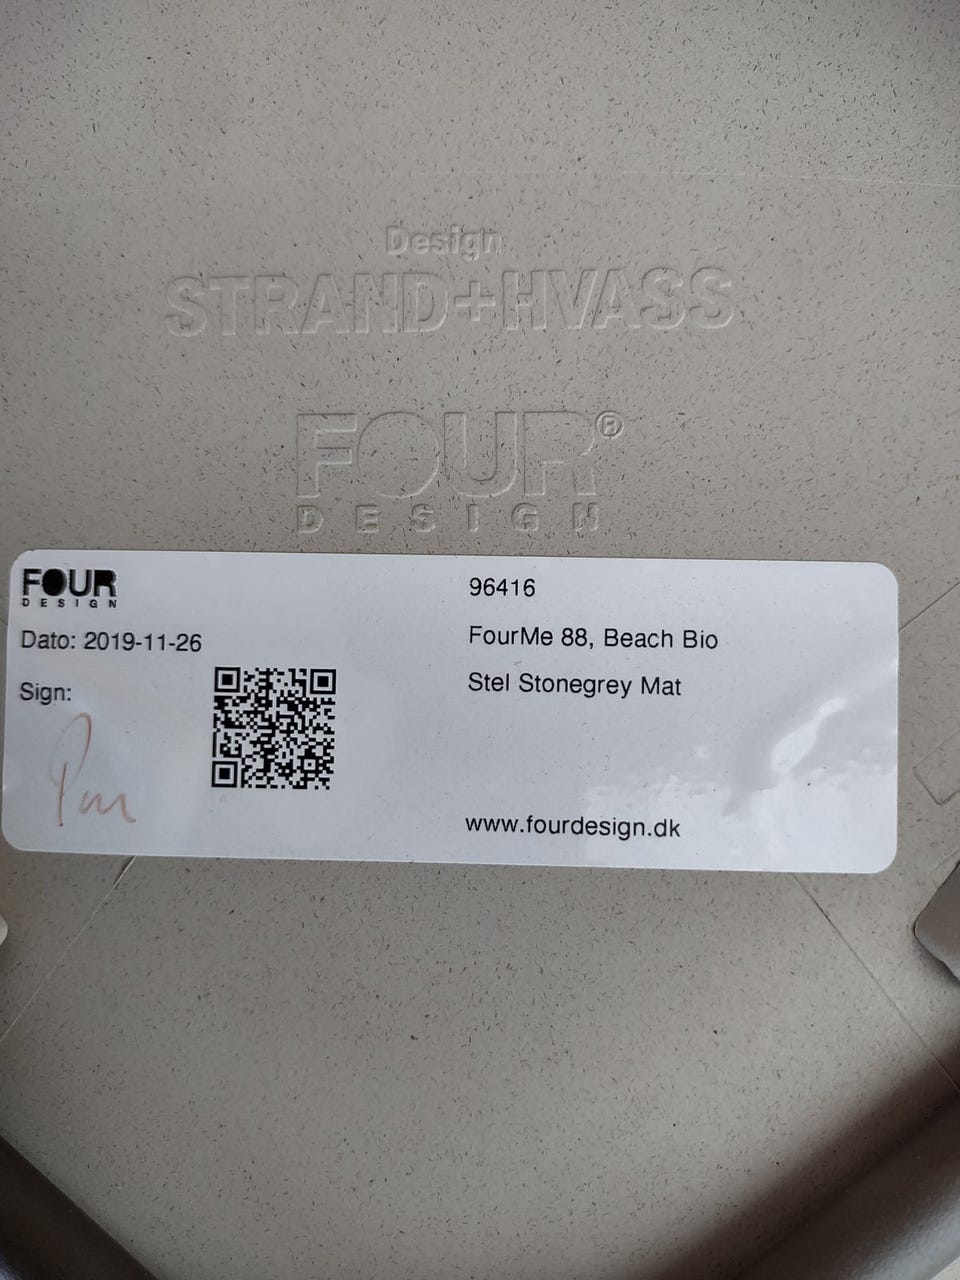 Design
STRAND+HVASS
FOUR®
DESIGN
FOUR
DESIGN
Dato: 2019-11-26
Sign:
96416
FourMe 88, Beach Bio
Stel Stonegrey Mat
www.fourdesign.dk